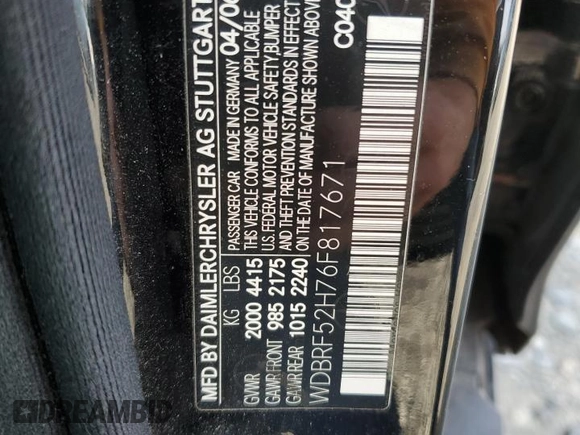 MFD BY DAIMLERCHRYSLER AG STUTTGART
PASSENGER CAR MADE IN GERMANY 04/06
KG LBS THIS VEHICLE CONFORMS TO ALL APPLICABLE
GVWR 2000 4415 U.S. FEDERAL MOTOR VEHICLE SAFETY, BUMPER
GAWR FRONT 985 2175 AND THEFT PREVENTION STANDARDS IN EFFECT
GAWR REAR 1015 2240 ON THE DATE OF MANUFACTURE SHOWN ABOVE
WDBRF52H76F817671
C040
DREAMBID